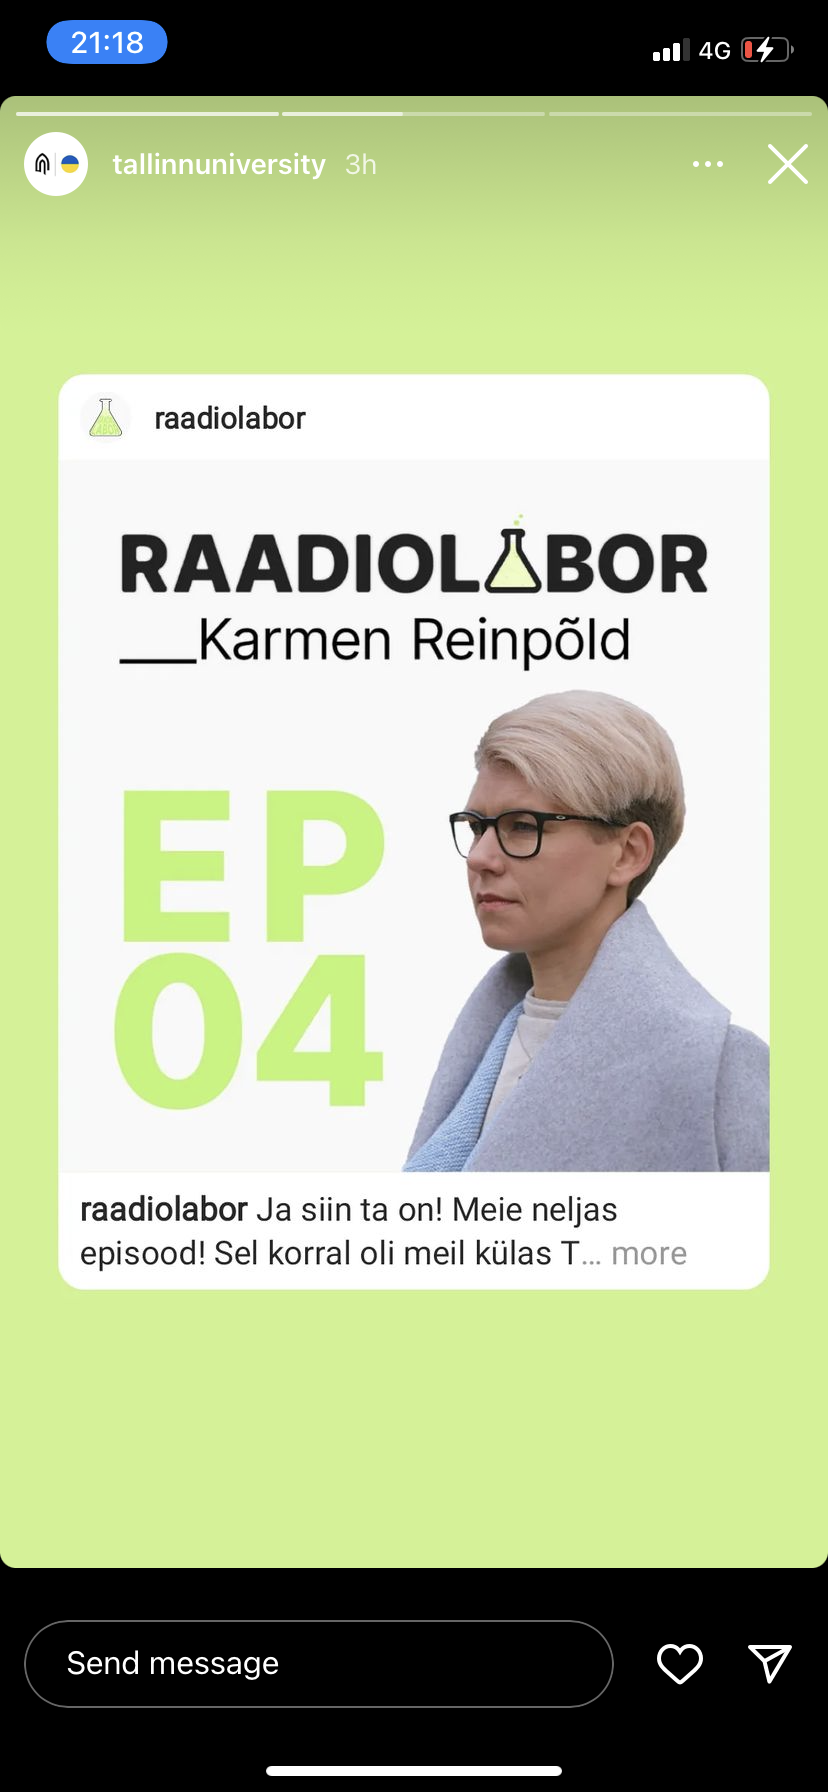 21:18
4G
tallinnuniversity 3h
raadiolabor
RAADIOLABOR
___Karmen Reinpõld
EP
04
raadiolabor Ja siin ta on! Meie neljas
episood! Sel korral oli meil külas T... more
Send message